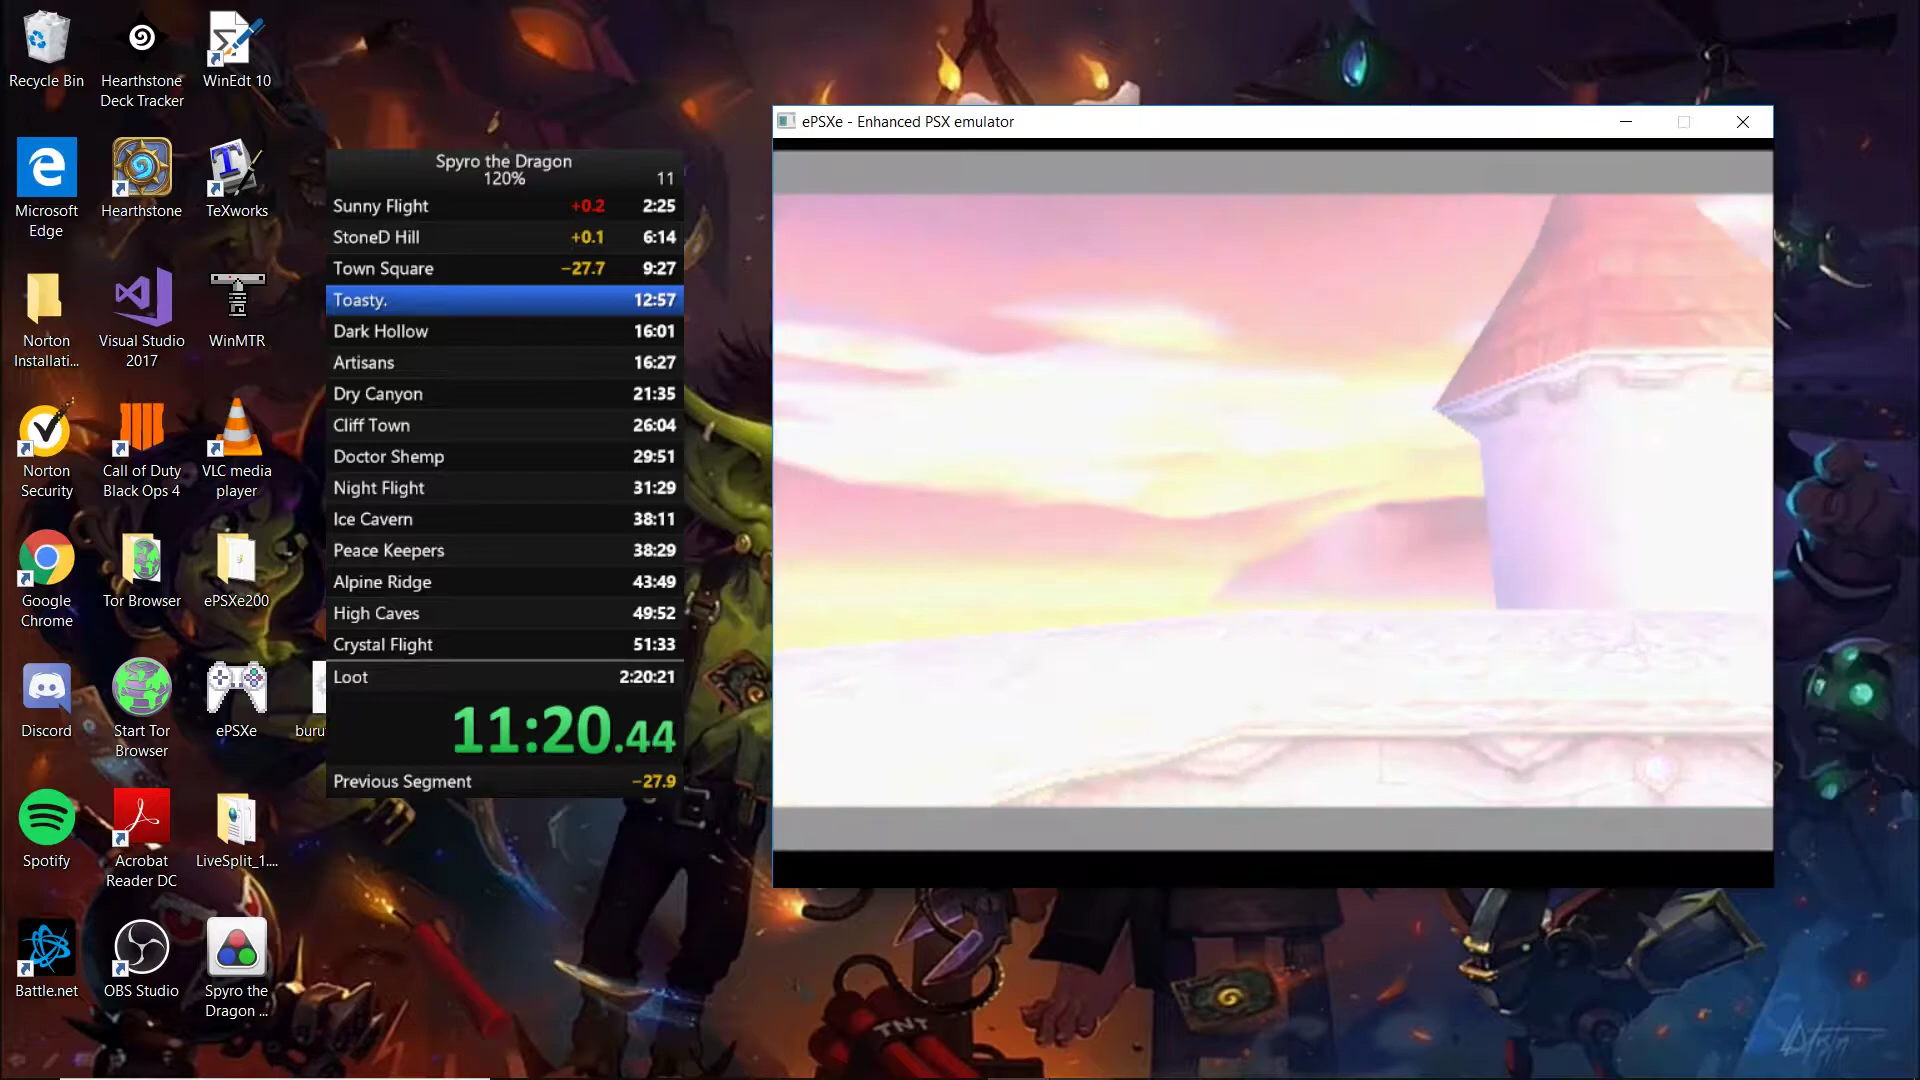 Recycle Bin
Hearthstone
Deck Tracker
WinEdt 10
Microsoft
Edge
Hearthstone
TeXworks
Norton
Installati...
Visual Studio
2017
WinMTR
Norton
Security
Call of Duty
Black Ops 4
VLC media
player
Google
Chrome
Tor Browser
ePSXe200
Discord
Start Tor
Browser
ePSXe
buru
Spotify
Acrobat
Reader DC
LiveSplit_1....
Battle.net
OBS Studio
Spyro the
Dragon ...
Spyro the Dragon
120% 11
Sunny Flight +0.2 2:25
StoneD Hill +0.1 6:14
Town Square −27.7 9:27
Toasty. 12:57
Dark Hollow 16:01
Artisans 16:27
Dry Canyon 21:35
Cliff Town 26:04
Doctor Shemp 29:51
Night Flight 31:29
Ice Cavern 38:11
Peace Keepers 38:29
Alpine Ridge 43:49
High Caves 49:52
Crystal Flight 51:33
Loot 2:20:21
11:20.44
Previous Segment −27.9
ePSXe - Enhanced PSX emulator
TNT